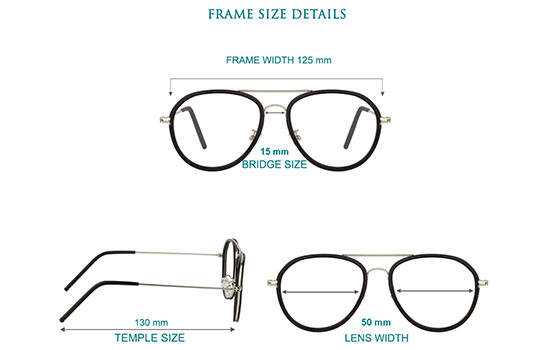 FRAME SIZE DETAILS
FRAME WIDTH 125 mm
15 mm
BRIDGE SIZE
130 mm
TEMPLE SIZE
50 mm
LENS WIDTH